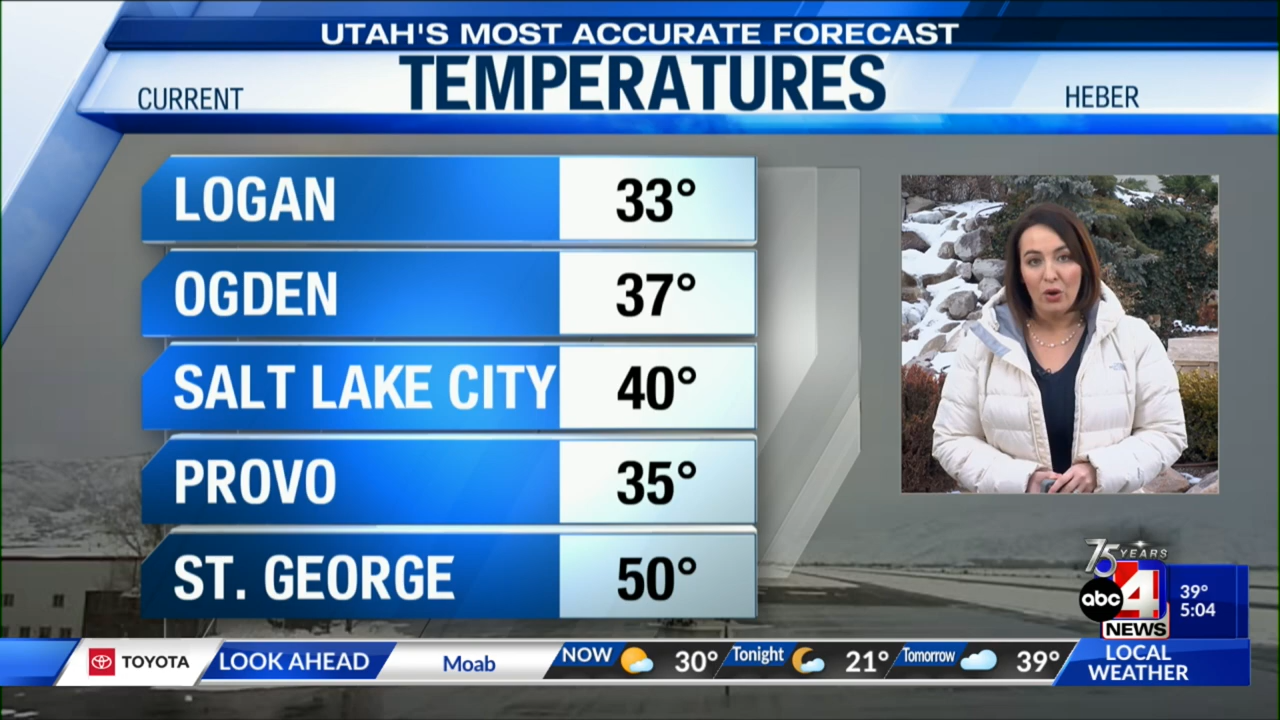 UTAH'S MOST ACCURATE FORECAST
TEMPERATURES
CURRENT
HEBER
LOGAN 33°
OGDEN 37°
SALT LAKE CITY 40°
PROVO 35°
ST. GEORGE 50°
75 YEARS
abc 4
NEWS
39°
5:04
TOYOTA LOOK AHEAD Moab NOW 30° Tonight 21° Tomorrow 39°
LOCAL
WEATHER